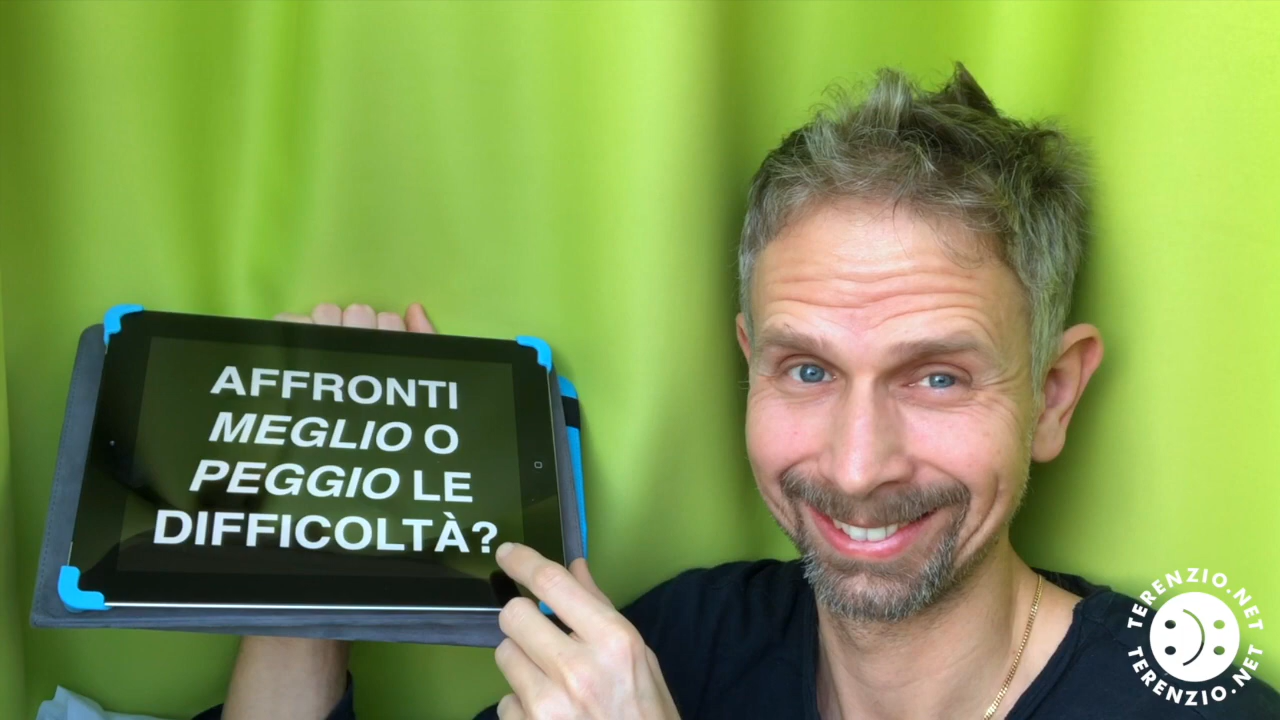 AFFRONTI
MEGLIO O
PEGGIO LE
DIFFICOLTÀ?
TERENZIO.NET
TERENZIO.NET